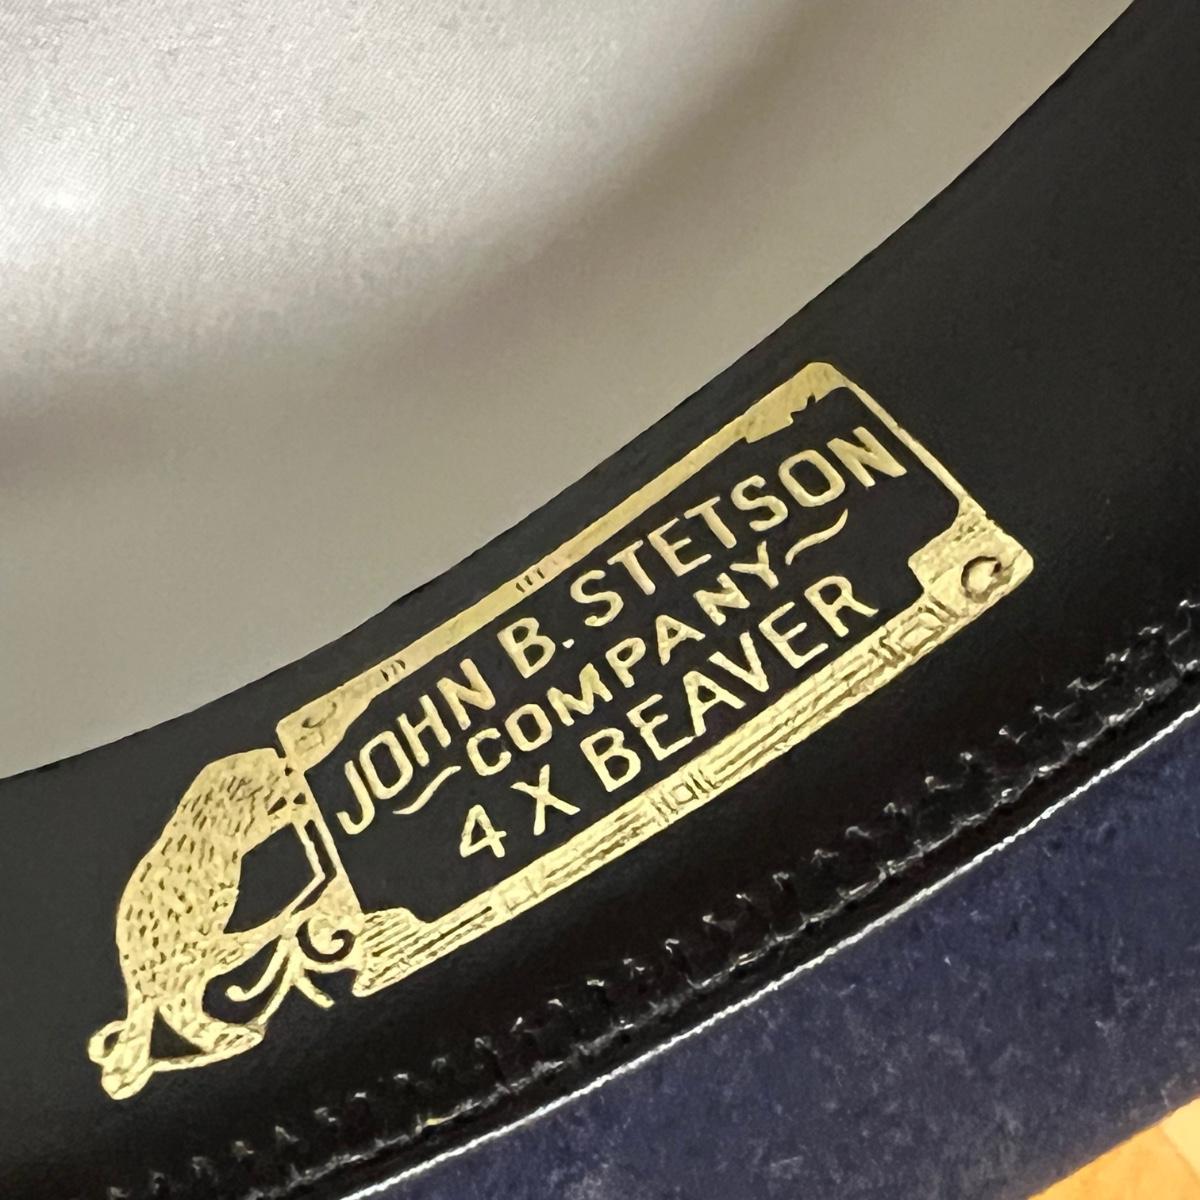 JOHN B. STETSON
COMPANY
4 X BEAVER